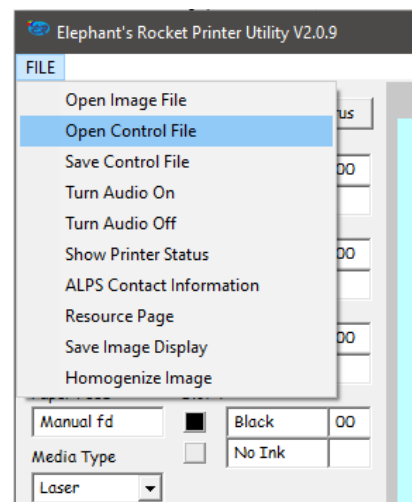 Elephant's Rocket Printer Utility V2.0.9
FILE
Open Image File
Open Control File
Save Control File
Turn Audio On
Turn Audio Off
Show Printer Status
ALPS Contact Information
Resource Page
Save Image Display
Homogenize Image
us
00
00
00
Manual fd
Black 00
Media Type
No Ink
Laser